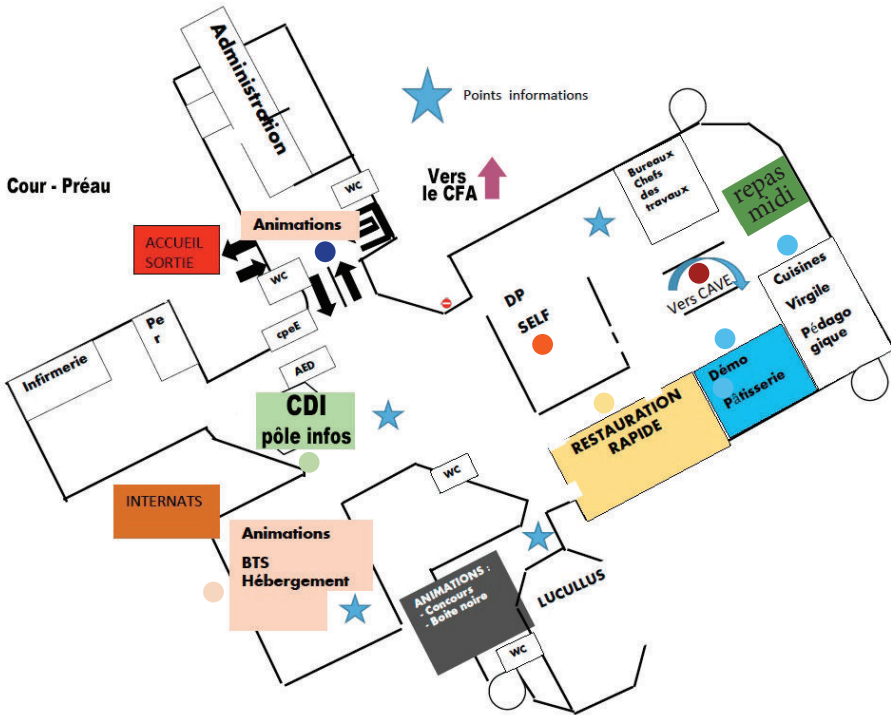 Administration
Points informations
Cour - Préau
WC
Vers
le CFA
Bureaux
Chefs
des
travaux
repas
midi
Animations
ACCUEIL
SORTIE
WC
Vers CAVE
Cuisines
Virgile
Pédago
gique
DP
SELF
Pe
r
Infirmerie
cpeE
AED
Démo
Pâtisserie
CDI
pôle infos
RESTAURATION
RAPIDE
WC
INTERNATS
Animations
BTS
Hébergement
ANIMATIONS :
- Concours
- Boite noire
LUCULLUS
WC